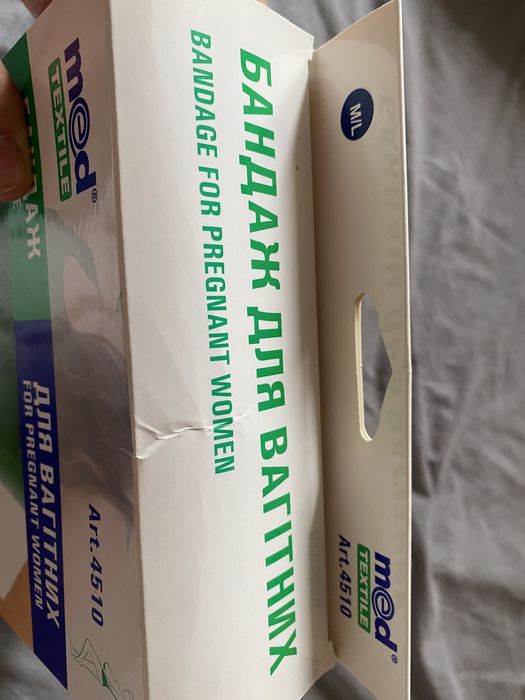 M/L
med®
TEXTILE
Art.4510
БАНДАЖ ДЛЯ ВАГІТНИХ
BANDAGE FOR PREGNANT WOMEN
med®
TEXTILE
ДЛЯ ВАГІТНИХ
FOR PREGNANT WOMEN
Art.4510